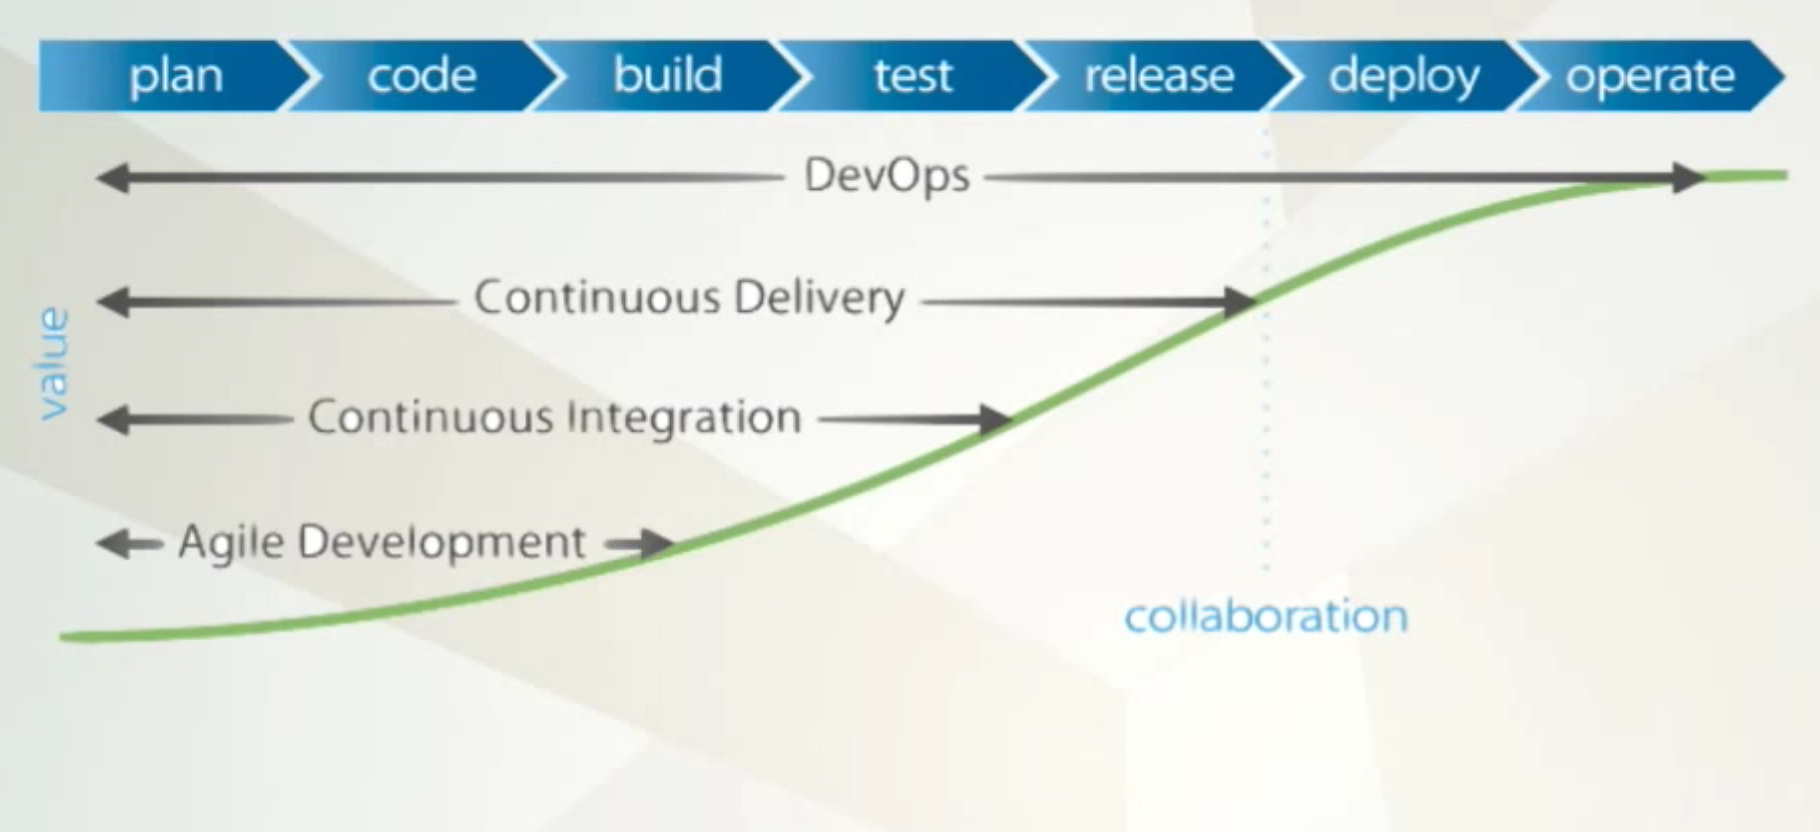 plan code build test release deploy operate
DevOps
Continuous Delivery
value
Continuous Integration
Agile Development
collaboration